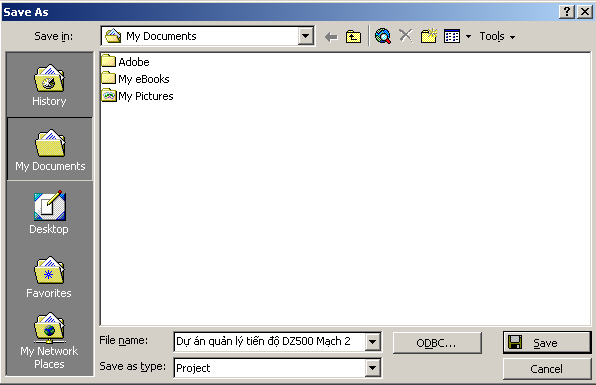 Save As
Save in: My Documents Tools
Adobe
My eBooks
My Pictures
History
My Documents
Desktop
Favorites
My Network
Places
File name: Dự án quản lý tiến độ DZ500 Mạch 2 ODBC... Save
Save as type: Project Cancel